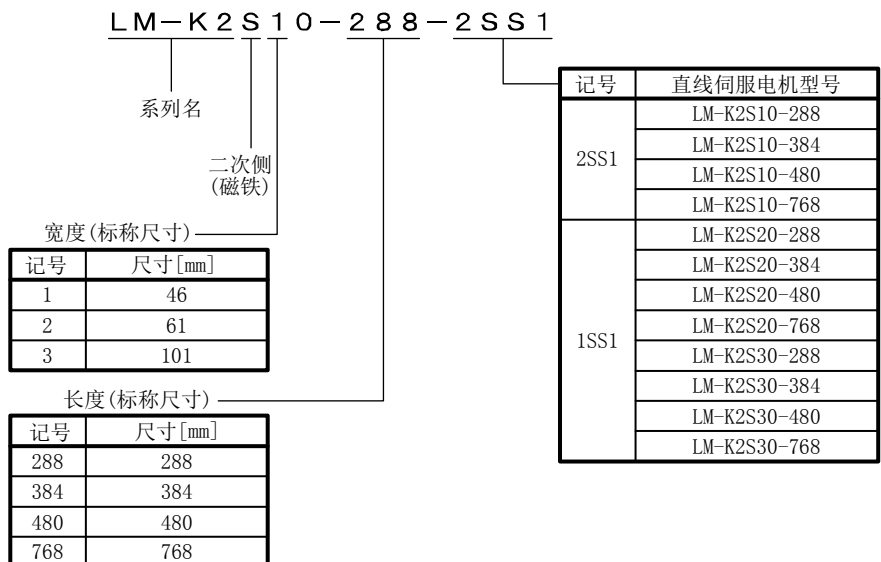 LM-K2S10-288-2SS1
系列名
二次侧
(磁铁)
宽度(标称尺寸)
记号 尺寸[mm]
1 46
2 61
3 101
长度(标称尺寸)
记号 尺寸[mm]
288 288
384 384
480 480
768 768
记号 直线伺服电机型号
2SS1
LM-K2S10-288
LM-K2S10-384
LM-K2S10-480
LM-K2S10-768
1SS1
LM-K2S20-288
LM-K2S20-384
LM-K2S20-480
LM-K2S20-768
LM-K2S30-288
LM-K2S30-384
LM-K2S30-480
LM-K2S30-768